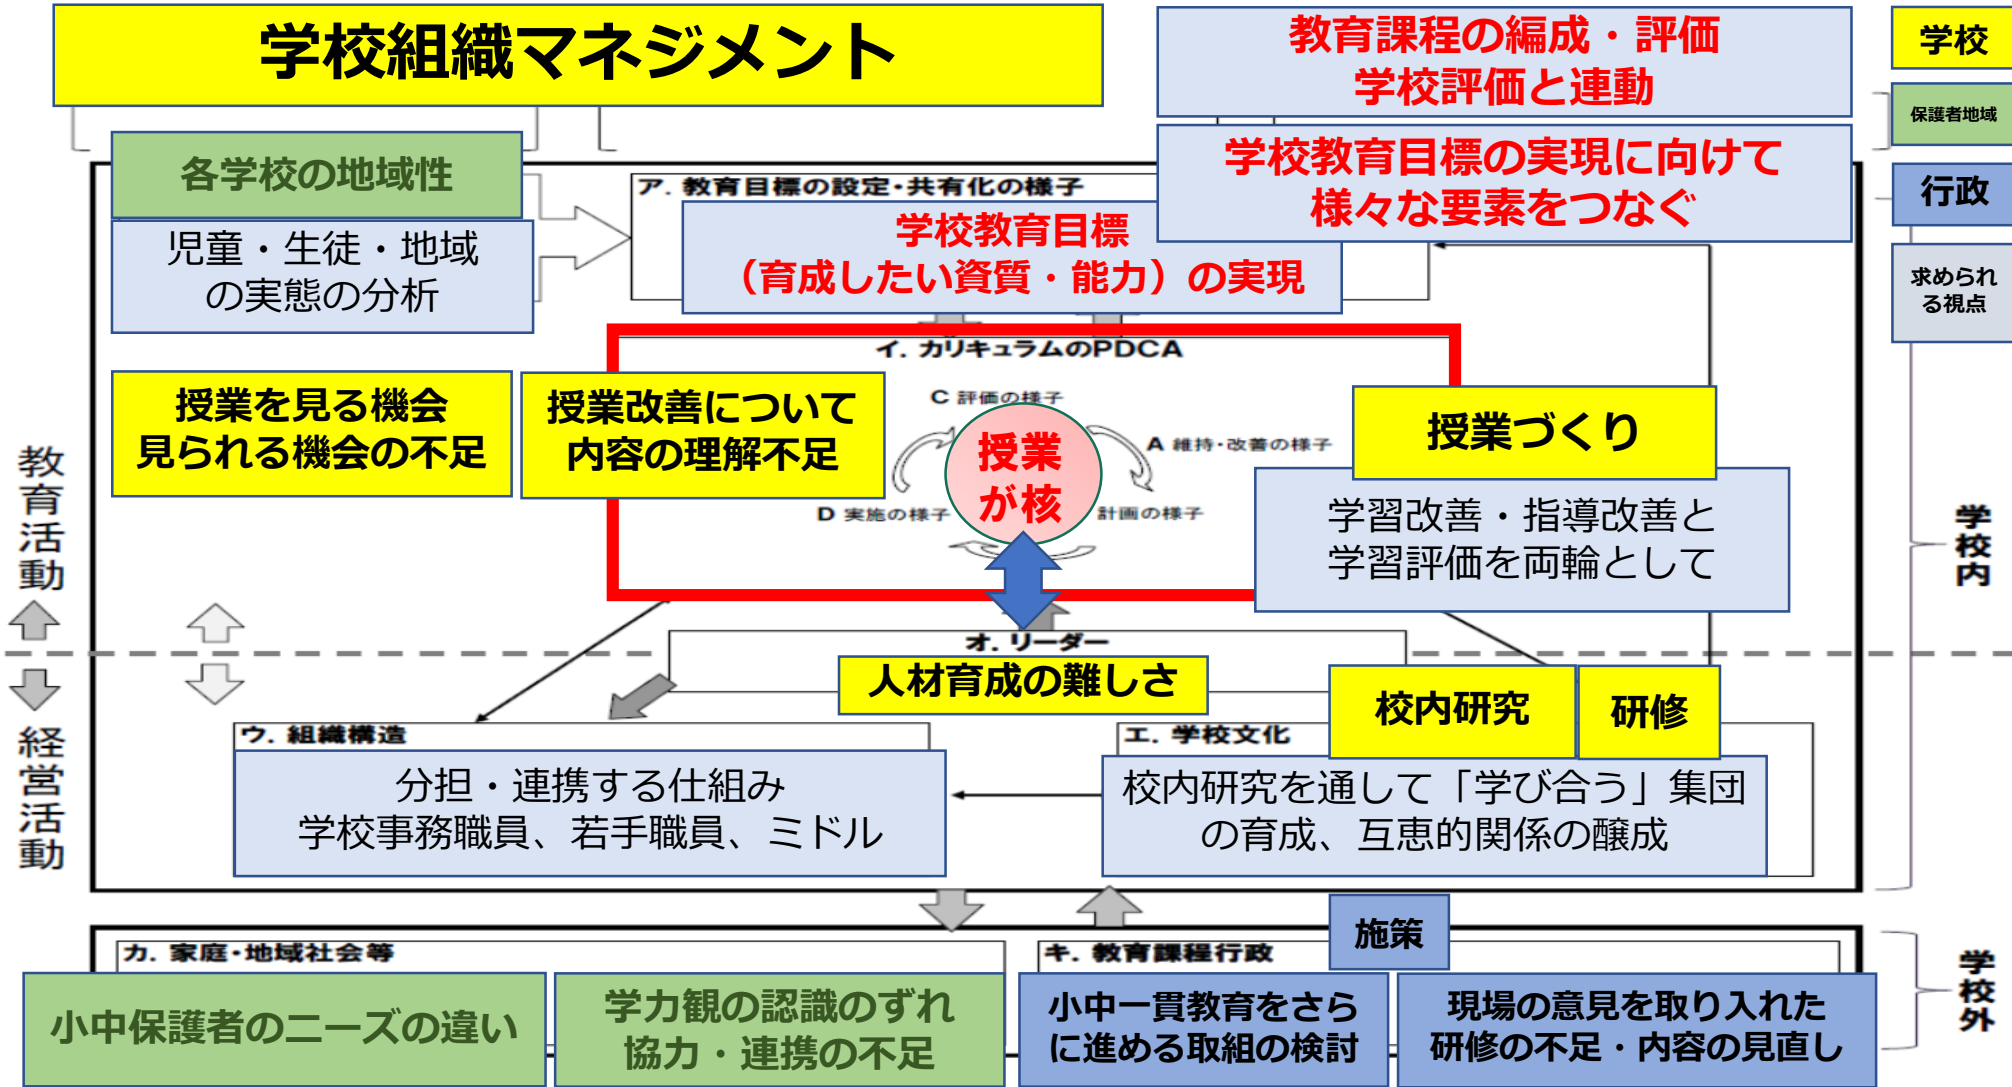 学校組織マネジメント
教育課程の編成・評価
学校評価と連動
学校
保護者地域
学校教育目標の実現に向けて
様々な要素をつなぐ
行政
求められ
る視点
各学校の地域性
児童・生徒・地域
の実態の分析
ア. 教育目標の設定・共有化の様子
学校教育目標
（育成したい資質・能力）の実現
イ. カリキュラムのPDCA
授業を見る機会
見られる機会の不足
授業改善について
内容の理解不足
C 評価の様子
A 維持・改善の様子
授業
が核
D 実施の様子
計画の様子
授業づくり
学習改善・指導改善と
学習評価を両輪として
教育活動
学校内
オ. リーダー
人材育成の難しさ
校内研究
研修
経営活動
ウ. 組織構造
分担・連携する仕組み
学校事務職員、若手職員、ミドル
エ. 学校文化
校内研究を通して「学び合う」集団
の育成、互恵的関係の醸成
カ. 家庭・地域社会等
小中保護者のニーズの違い
学力観の認識のずれ
協力・連携の不足
キ. 教育課程行政
施策
小中一貫教育をさら
に進める取組の検討
現場の意見を取り入れた
研修の不足・内容の見直し
学校外